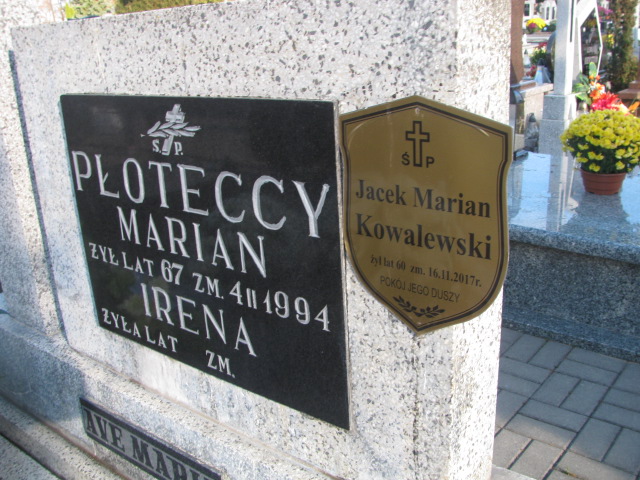 Ś.P.
PŁOTECCY
MARIAN
ŻYŁ LAT 67 ZM. 4 II 1994
IRENA
ŻYŁA LAT ZM.
AVE MARIA
Ś P
Jacek Marian
Kowalewski
żył lat 60 zm. 16.11.2017r.
POKÓJ JEGO DUSZY